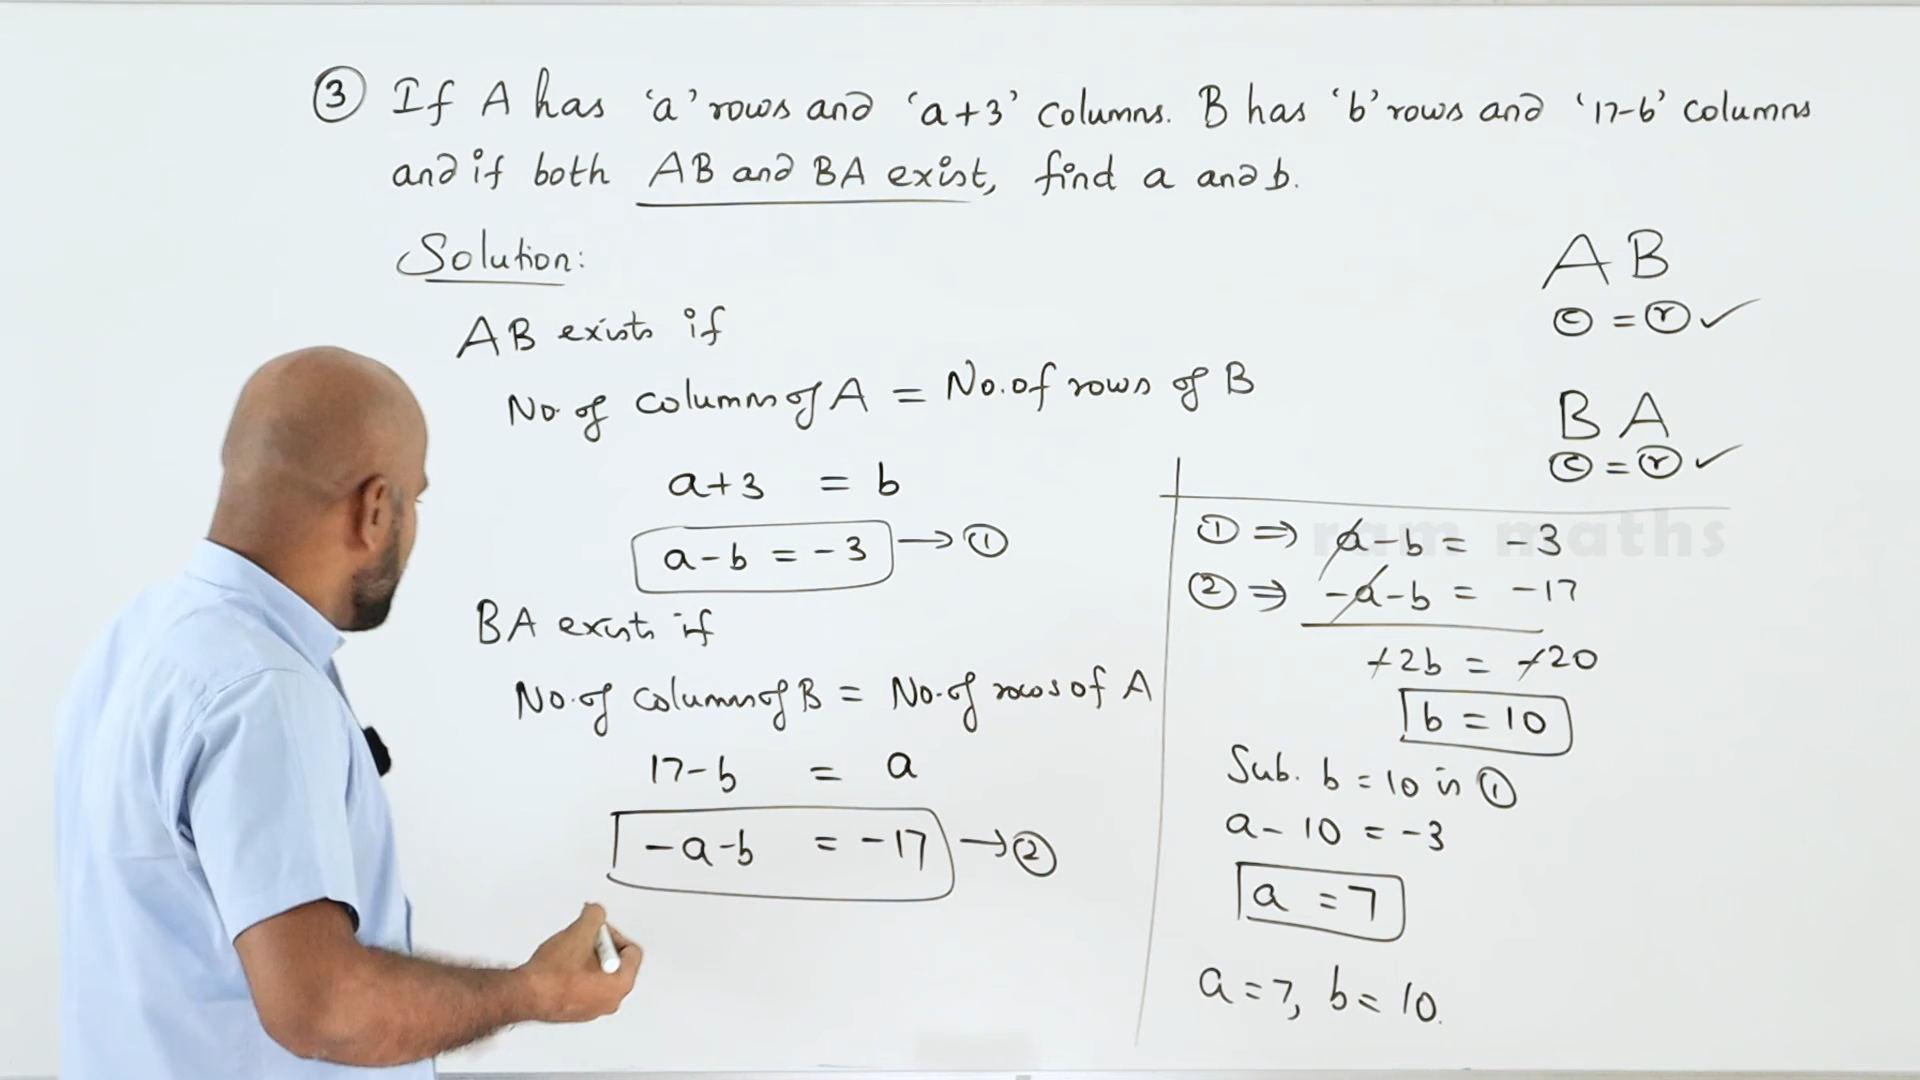 ③ If A has ‘a’ rows and ‘a+3’ columns. B has ‘b’ rows and ‘17-b’ columns
and if both AB and BA exist, find a and b.
Solution:
AB exists if
No. of columns of A = No. of rows of B
a+3 = b
a-b = -3 → ①
BA exists if
No. of columns of B = No. of rows of A
17-b = a
-a-b = -17 → ②
A B
ⓒ = ⓡ ✓
B A
ⓒ = ⓡ ✓
ram maths
① ⇒ a-b = -3
② ⇒ -a-b = -17
-2b = -20
b = 10
Sub. b = 10 in ①
a - 10 = -3
a = 7
a = 7, b = 10.